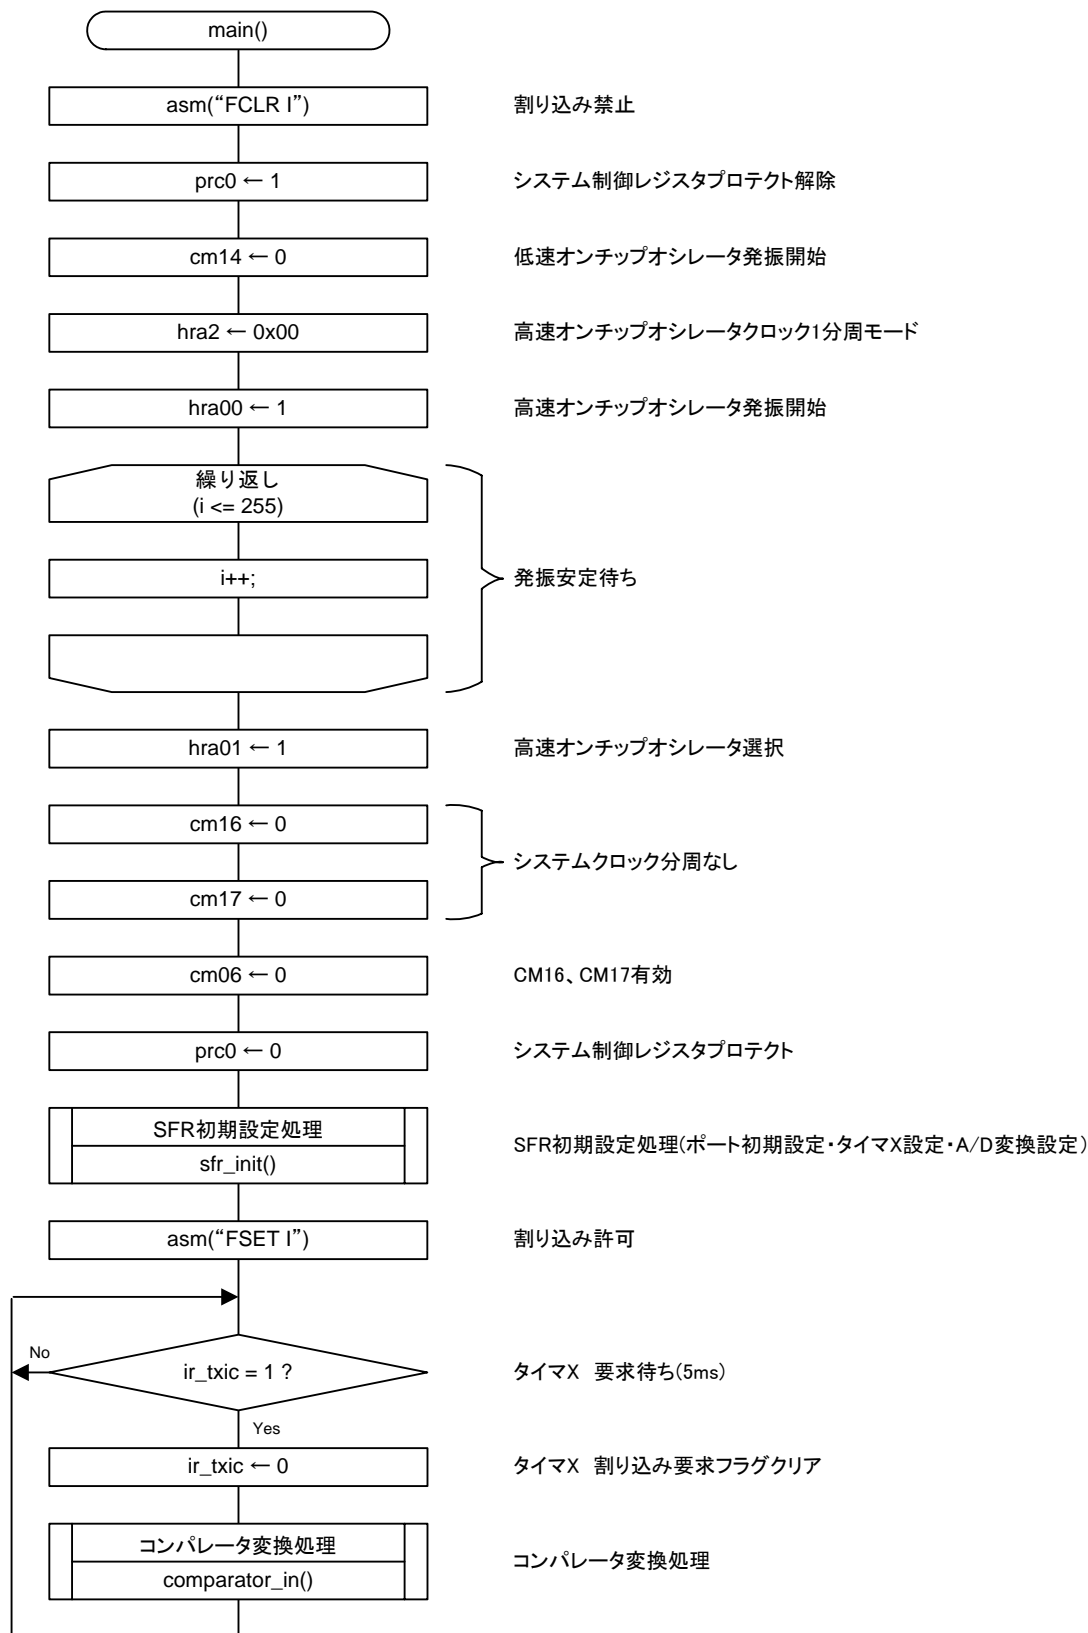 main()
asm(“FCLR I”)
割り込み禁止
prc0 ← 1
システム制御レジスタプロテクト解除
cm14 ← 0
低速オンチップオシレータ発振開始
hra2 ← 0x00
高速オンチップオシレータクロック1分周モード
hra00 ← 1
高速オンチップオシレータ発振開始
繰り返し
(i <= 255)
i++;
発振安定待ち
hra01 ← 1
高速オンチップオシレータ選択
cm16 ← 0
システムクロック分周なし
cm17 ← 0
cm06 ← 0
CM16、CM17有効
prc0 ← 0
システム制御レジスタプロテクト
SFR初期設定処理
sfr_init()
SFR初期設定処理(ポート初期設定・タイマX設定・A/D変換設定)
asm(“FSET I”)
割り込み許可
No
ir_txic = 1 ?
タイマX 要求待ち(5ms)
Yes
ir_txic ← 0
タイマX 割り込み要求フラグクリア
コンパレータ変換処理
comparator_in()
コンパレータ変換処理